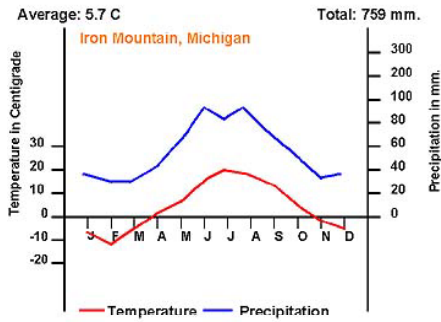 Average: 5.7 C Total: 759 mm.
Iron Mountain, Michigan
Temperature in Centigrade
30
20
10
0
-10
-20
300
200
100
80
60
40
20
0
Precipitation in mm.
J F M A M J J A S O N D
Temperature Precipitation